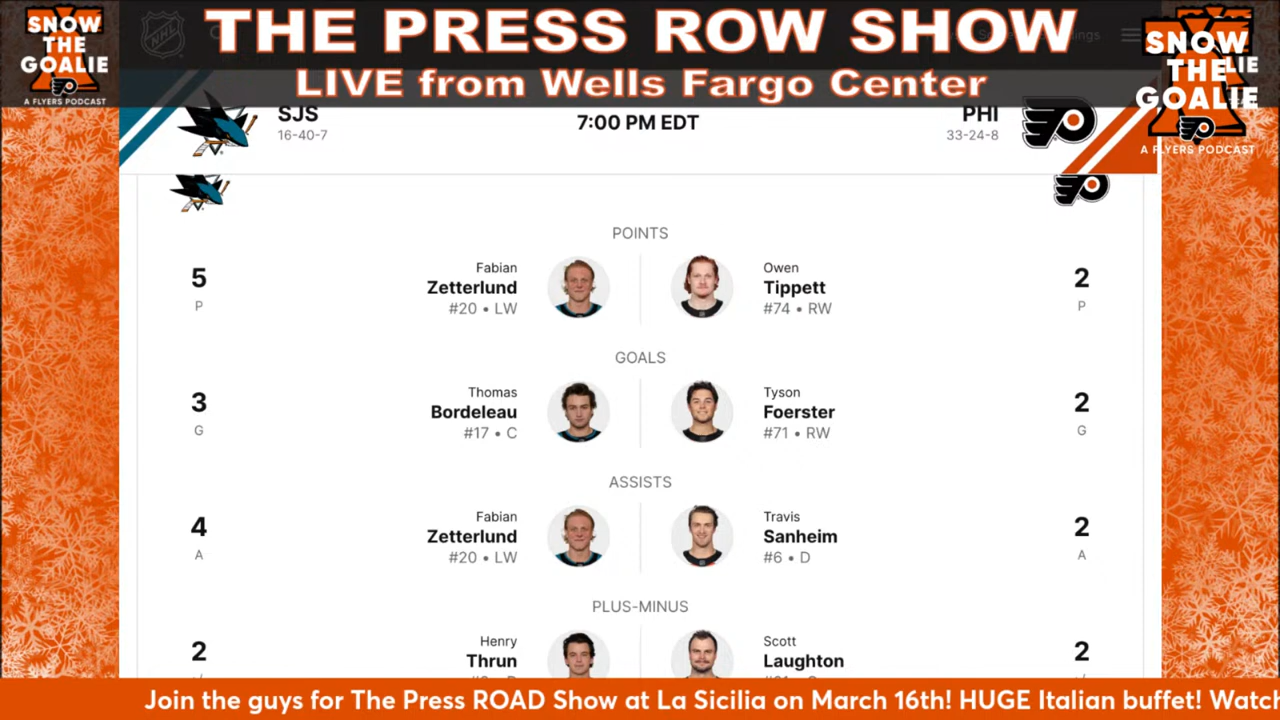 SNOW
THE
GOALIE
A FLYERS PODCAST
NHL
THE PRESS ROW SHOW
LIVE from Wells Fargo Center
SNOW
THE
GOALIE
A FLYERS PODCAST
SJS
16-40-7
7:00 PM EDT
PHI
33-24-8
POINTS
5
P
Fabian
Zetterlund
#20 • LW
Owen
Tippett
#74 • RW
2
P
GOALS
3
G
Thomas
Bordeleau
#17 • C
Tyson
Foerster
#71 • RW
2
G
ASSISTS
4
A
Fabian
Zetterlund
#20 • LW
Travis
Sanheim
#6 • D
2
A
PLUS-MINUS
2
Henry
Thrun
Scott
Laughton
2
Join the guys for The Press ROAD Show at La Sicilia on March 16th! HUGE Italian buffet! Watch